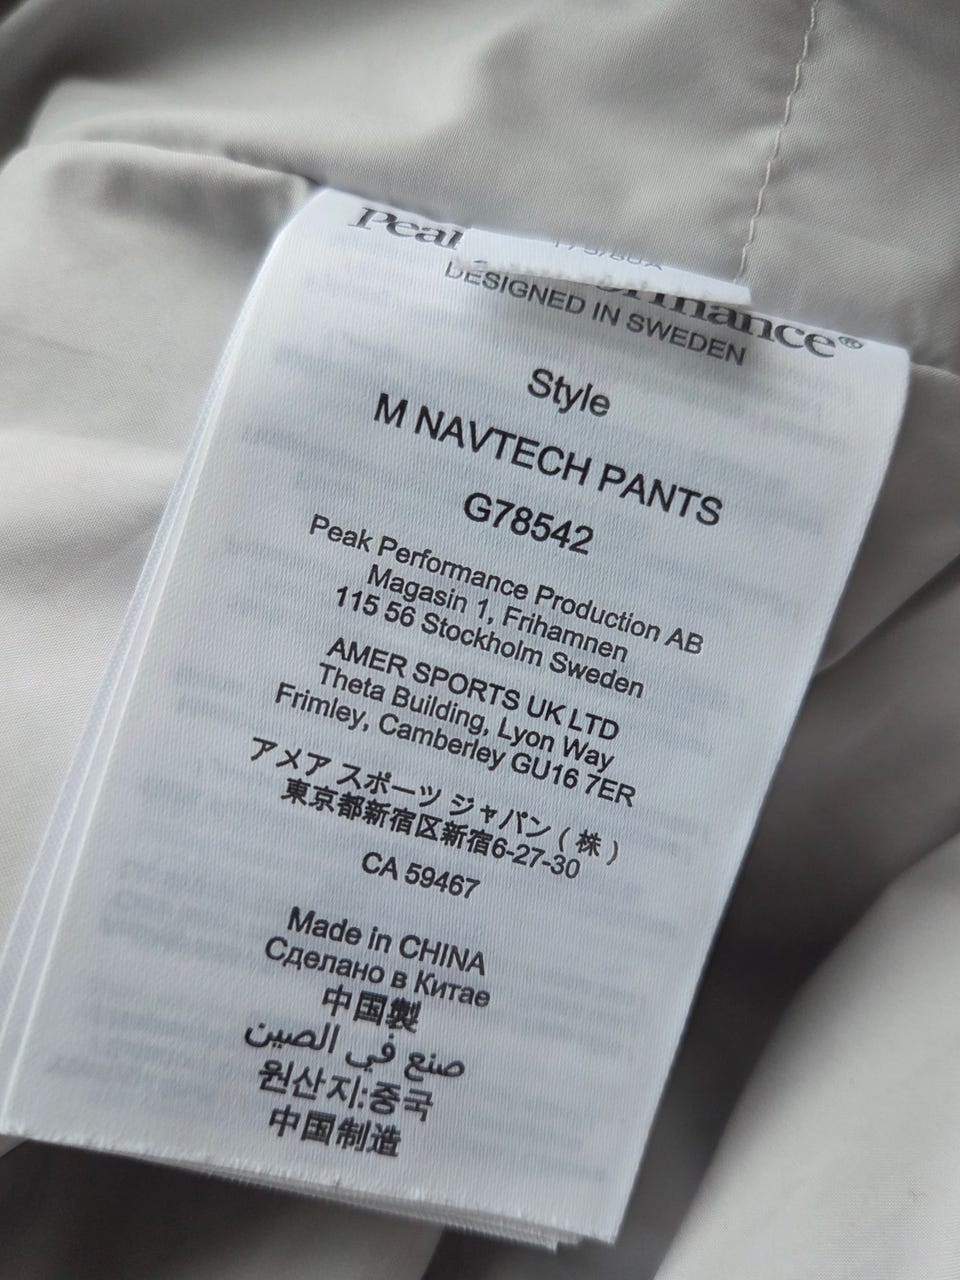 DESIGNED IN SWEDEN
Style
M NAVTECH PANTS
G78542
Peak Performance Production AB
Magasin 1, Frihamnen
115 56 Stockholm Sweden
AMER SPORTS UK LTD
Theta Building, Lyon Way
Frimley, Camberley GU16 7ER
アメア スポーツ ジャパン ( 株 )
東京都新宿区新宿6-27-30
CA 59467
Made in CHINA
Сделано в Китае
中国製
صنع في الصين
원산지:중국
中国制造